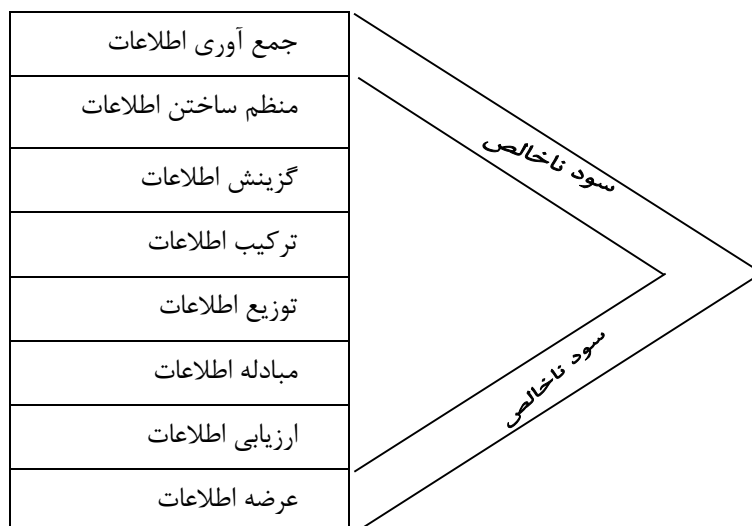 جمع آوری اطلاعات
منظم ساختن اطلاعات
گزینش اطلاعات
ترکیب اطلاعات
توزیع اطلاعات
مبادله اطلاعات
ارزیابی اطلاعات
عرضه اطلاعات
سود ناخالص
سود ناخالص